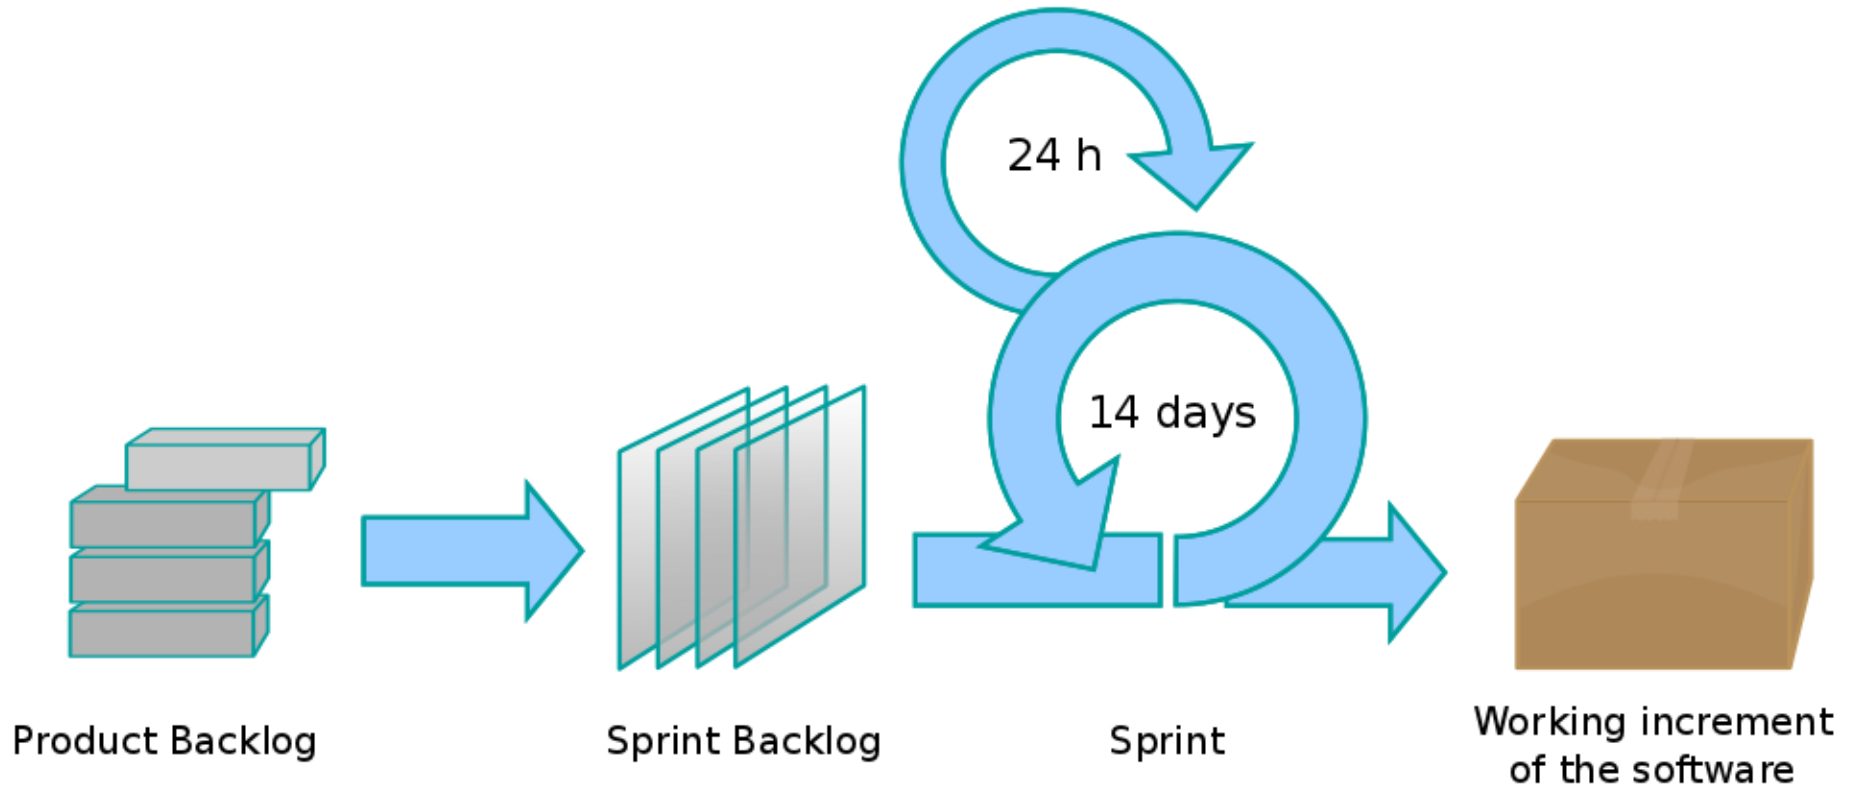 24 h
14 days
Product Backlog
Sprint Backlog
Sprint
Working increment
of the software